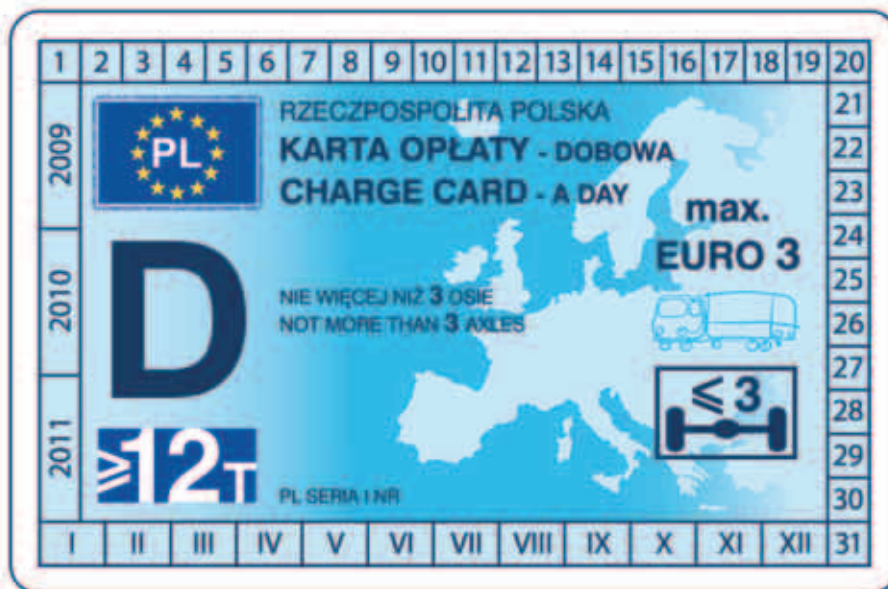 1 2 3 4 5 6 7 8 9 10 11 12 13 14 15 16 17 18 19 20
21
22
23
24
25
26
27
28
29
30
31
2009
2010
2011
PL
RZECZPOSPOLITA POLSKA
KARTA OPŁATY - DOBOWA
CHARGE CARD - A DAY
max.
EURO 3
D
NIE WIĘCEJ NIŻ 3 OSIE
NOT MORE THAN 3 AXLES
≤ 3
≥12T
PL SERIA I NR
I II III IV V VI VII VIII IX X XI XII